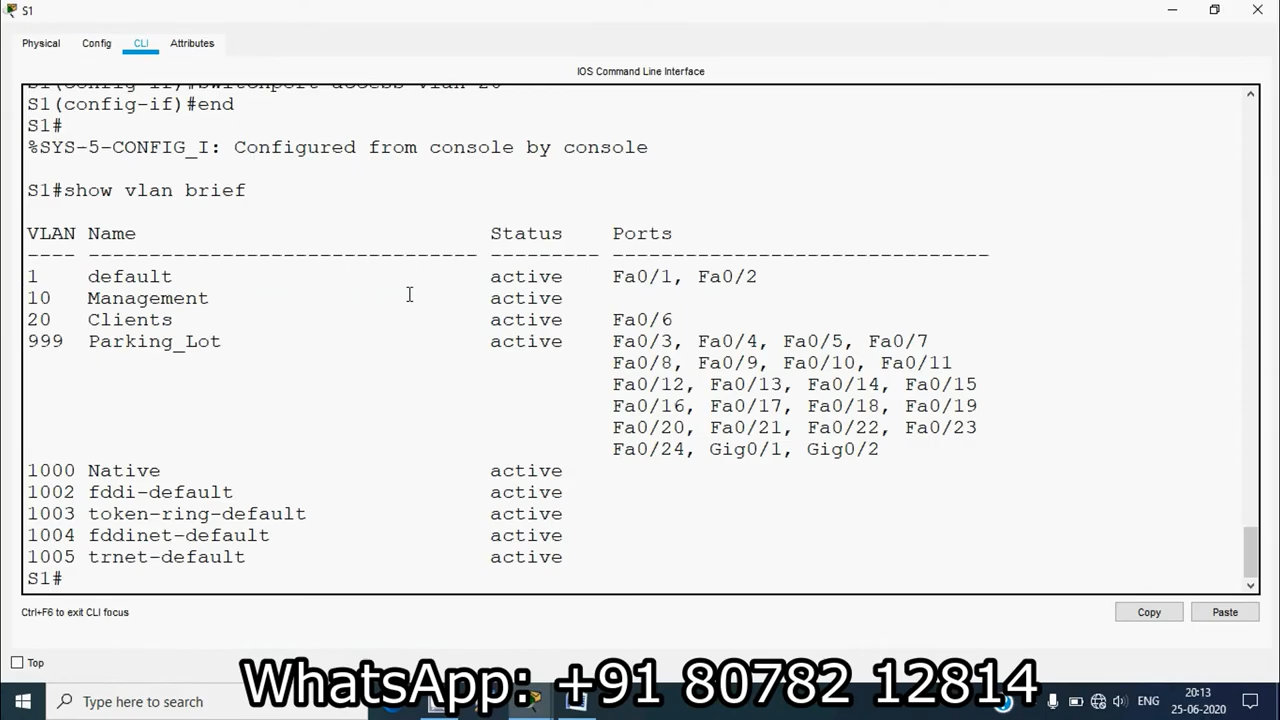 S1
Physical Config CLI Attributes
IOS Command Line Interface
S1(config-if)#switchport access vlan 20
S1(config-if)#end
S1#
%SYS-5-CONFIG_I: Configured from console by console
S1#show vlan brief
VLAN Name Status Ports
---- -------------------------------- --------- -------------------------------
1 default active Fa0/1, Fa0/2
10 Management active
20 Clients active Fa0/6
999 Parking_Lot active Fa0/3, Fa0/4, Fa0/5, Fa0/7
Fa0/8, Fa0/9, Fa0/10, Fa0/11
Fa0/12, Fa0/13, Fa0/14, Fa0/15
Fa0/16, Fa0/17, Fa0/18, Fa0/19
Fa0/20, Fa0/21, Fa0/22, Fa0/23
Fa0/24, Gig0/1, Gig0/2
1000 Native active
1002 fddi-default active
1003 token-ring-default active
1004 fddinet-default active
1005 trnet-default active
S1#
Ctrl+F6 to exit CLI focus
Copy Paste
Top
WhatsApp: +91 80782 12814
Type here to search
ENG
20:13
25-06-2020